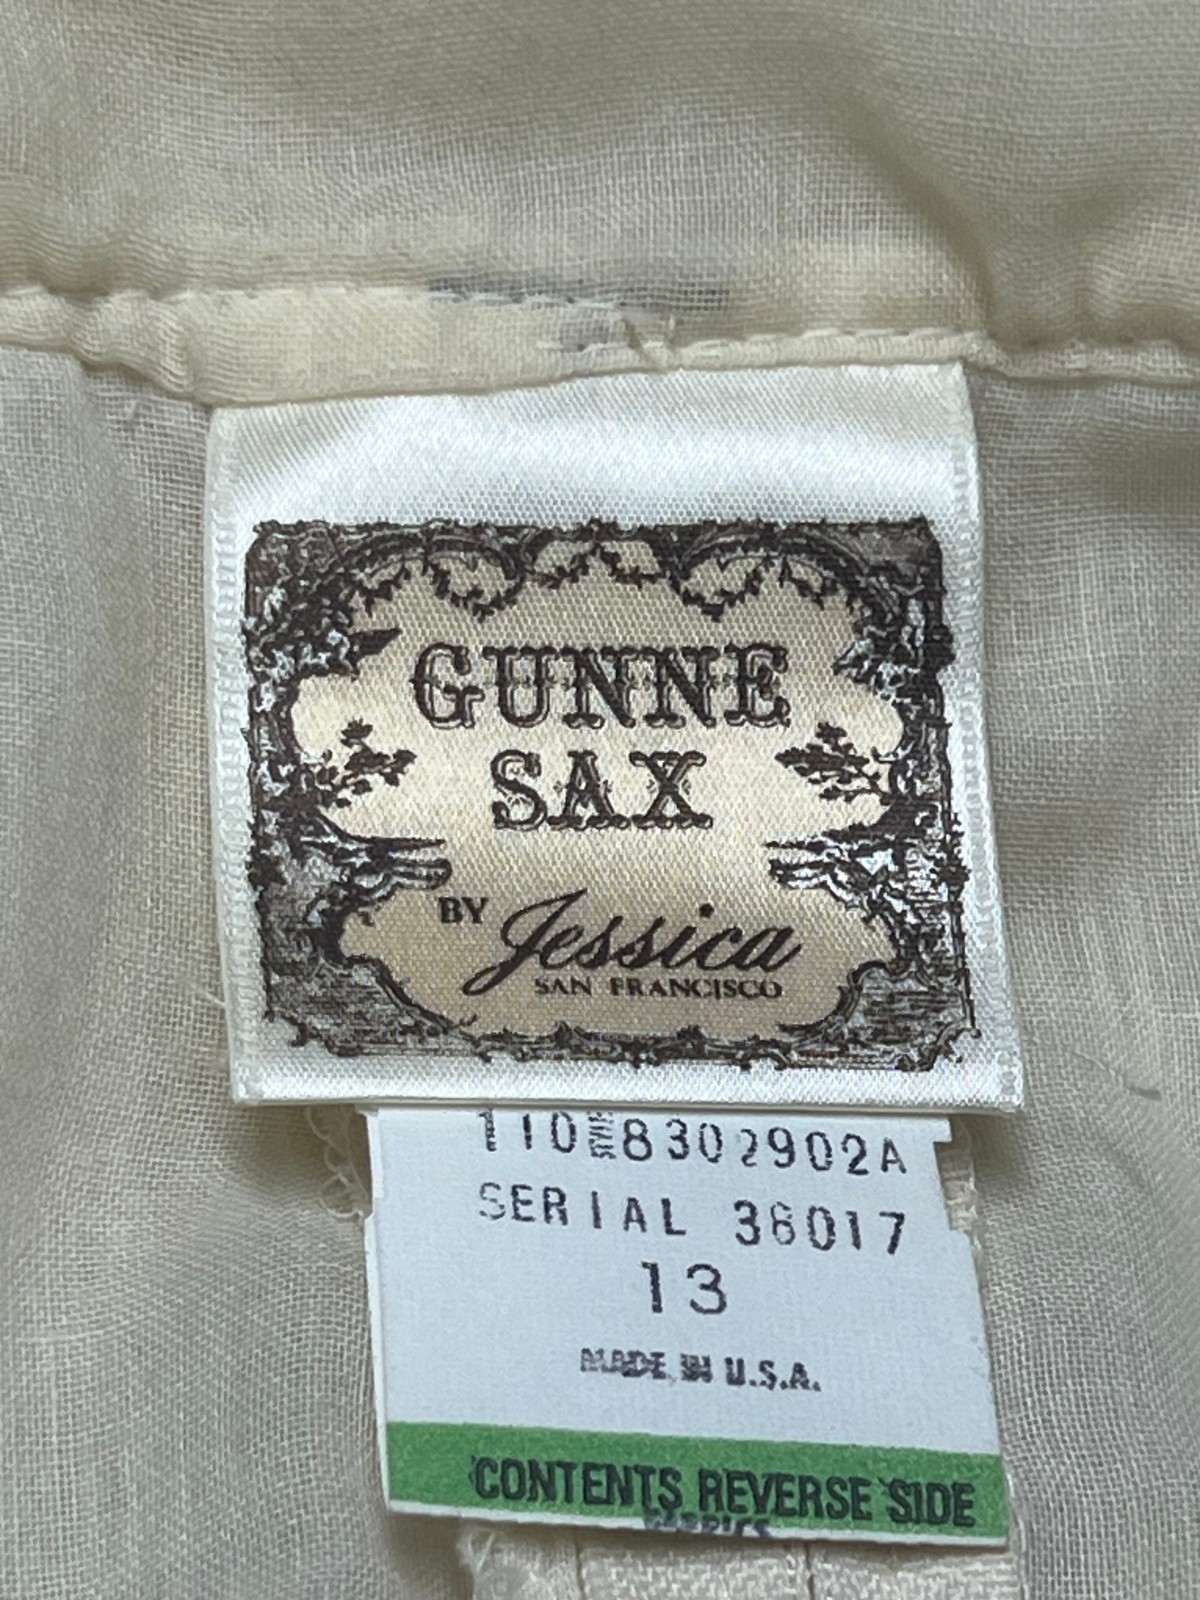 GUNNE
SAX
BY Jessica
SAN FRANCISCO
110 8302902A
SERIAL 36017
13
MADE IN U.S.A.
CONTENTS REVERSE SIDE